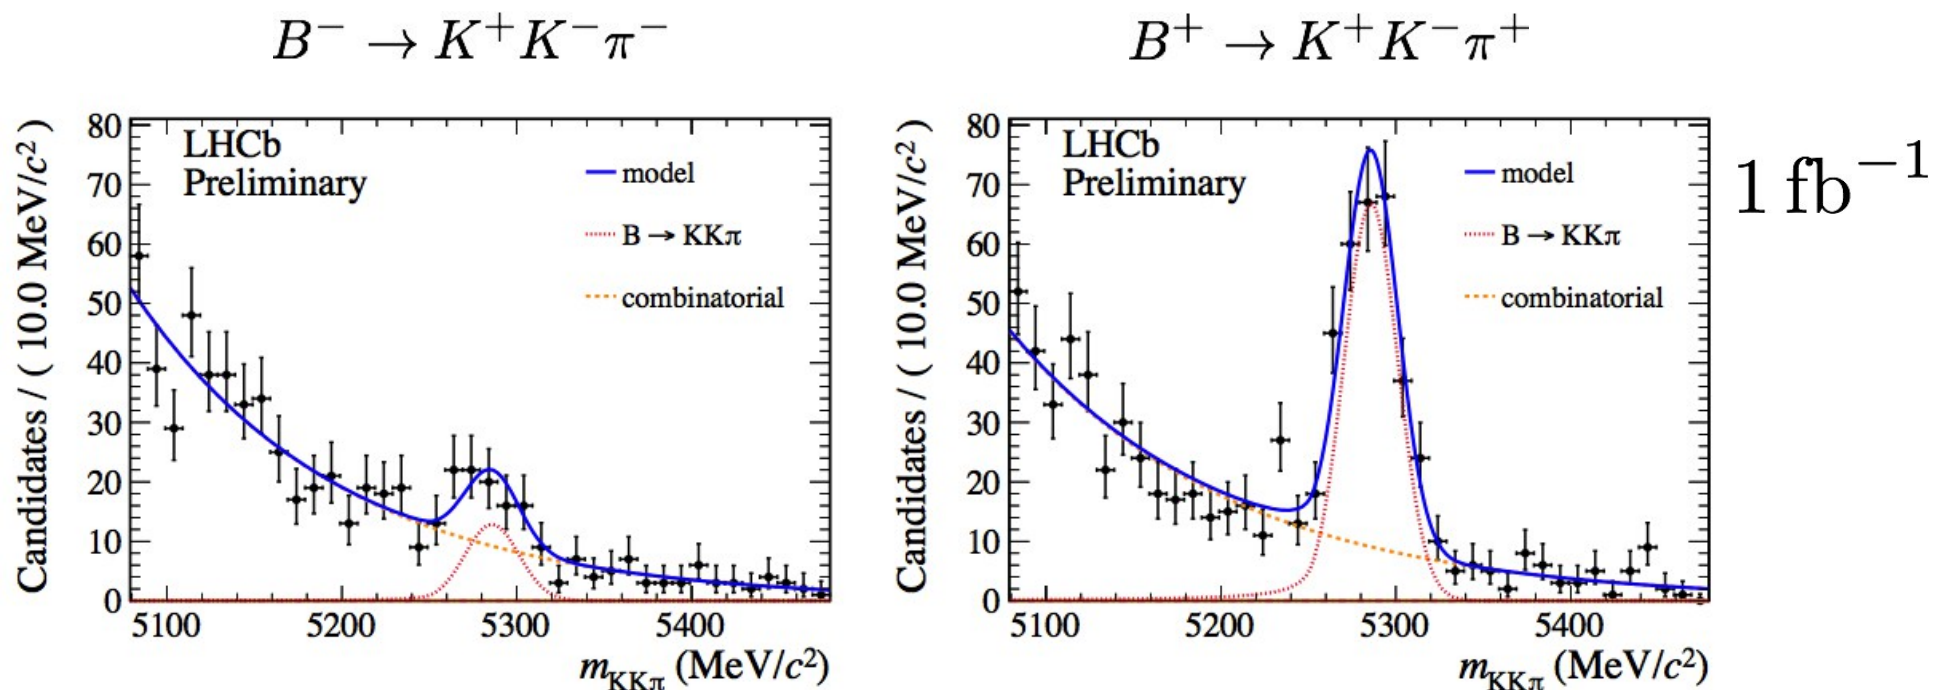 B⁻ → K⁺K⁻π⁻
B⁺ → K⁺K⁻π⁺
Candidates / ( 10.0 MeV/c² )
80
70
60
50
40
30
20
10
0
LHCb
Preliminary
model
B → KKπ
combinatorial
5100 5200 5300 5400
m_KKπ (MeV/c²)
Candidates / ( 10.0 MeV/c² )
80
70
60
50
40
30
20
10
0
LHCb
Preliminary
model
B → KKπ
combinatorial
5100 5200 5300 5400
m_KKπ (MeV/c²)
1 fb⁻¹